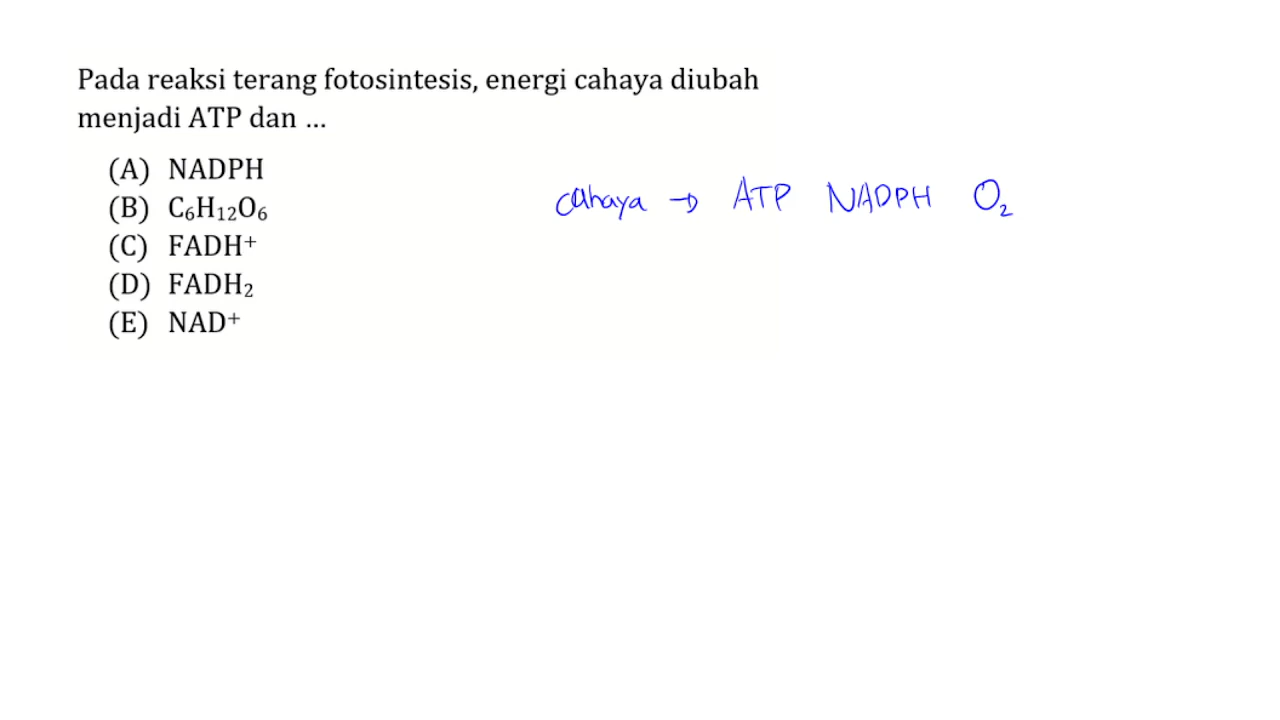 Pada reaksi terang fotosintesis, energi cahaya diubah
menjadi ATP dan ...
(A) NADPH
(B) C₆H₁₂O₆
(C) FADH⁺
(D) FADH₂
(E) NAD⁺
cahaya → ATP NADPH O₂